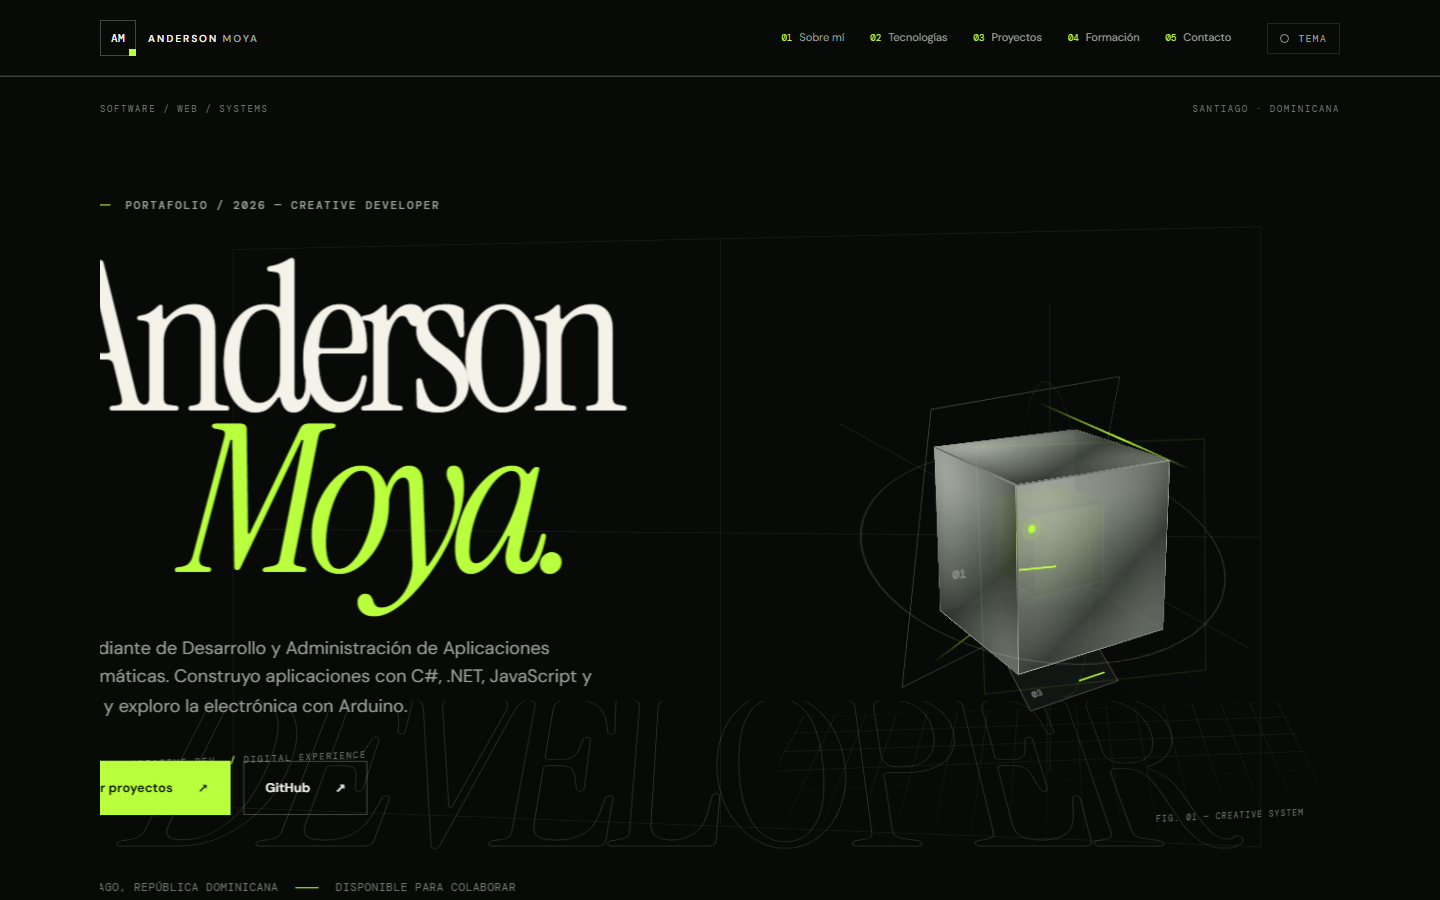 AM
ANDERSON MOYA
01 Sobre mí
02 Tecnologías
03 Proyectos
04 Formación
05 Contacto
TEMA
SOFTWARE / WEB / SYSTEMS
SANTIAGO · DOMINICANA
— PORTAFOLIO / 2026 — CREATIVE DEVELOPER
Anderson
Moya.
diante de Desarrollo y Administración de Aplicaciones
máticas. Construyo aplicaciones con C#, .NET, JavaScript y
y exploro la electrónica con Arduino.
01
03
DEV / DIGITAL EXPERIENCE
r proyectos ↗
GitHub ↗
DEVELOPER
FIG. 01 — CREATIVE SYSTEM
AGO, REPÚBLICA DOMINICANA — DISPONIBLE PARA COLABORAR